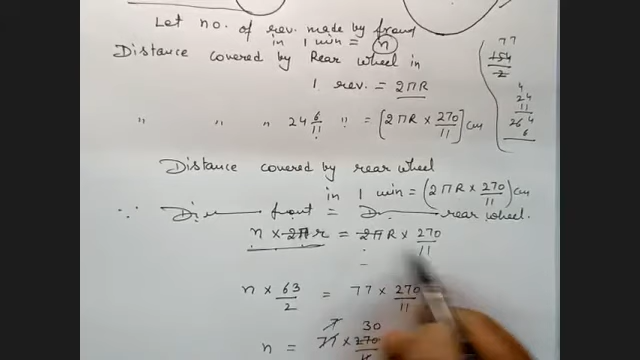 Let no. of rev. made by front
in 1 min = n
Distance covered by Rear wheel in
1 rev. = 2πR
" " " 24 6/11 " = [2πR × 270/11] cm
77
154
2
4
24
11
264
6
Distance covered by rear wheel
in 1 min = (2πR × 270/11) cm
∵ Dis front = D rear wheel.
n × 2π r = 2π R × 270/11
n × 63/2 = 77 × 270/11
7 30
n = 77 × 270